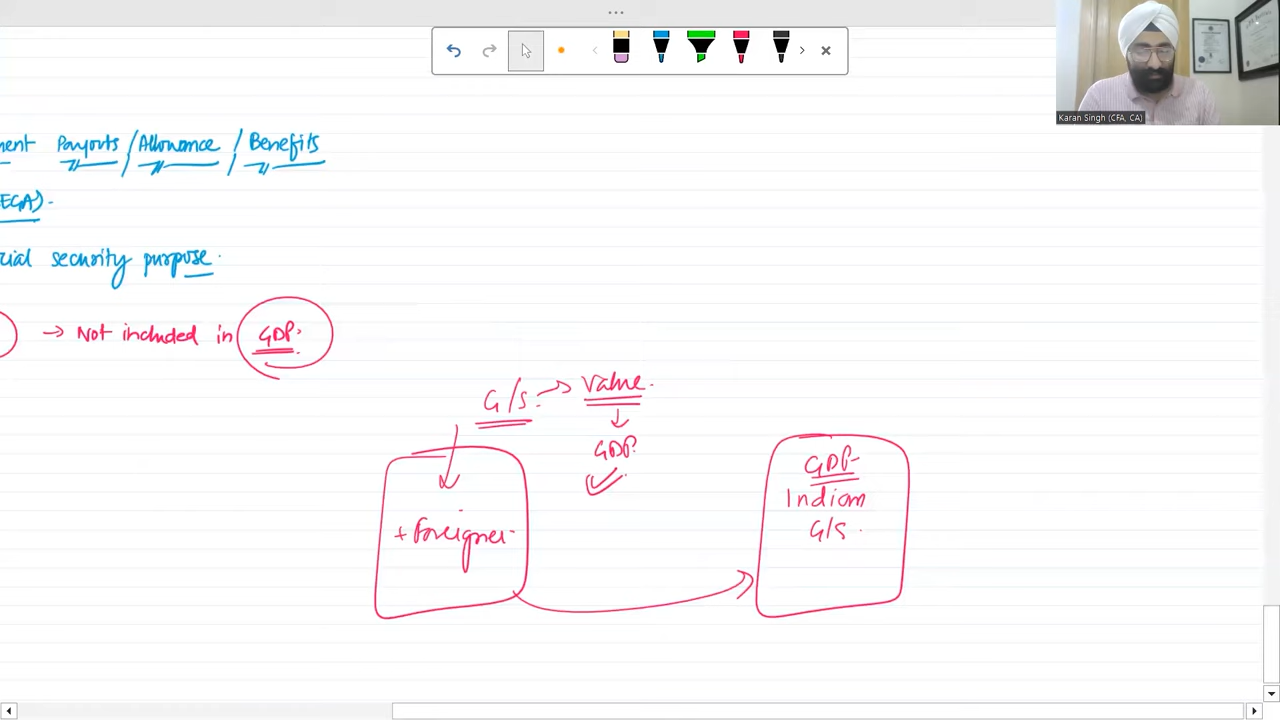 Karan Singh (CFA, CA)
ment Payouts / Allowance / Benefits
EGA).
cial security purpose.
→ Not included in GDP.
G/S. → Value.
↓
GDP.
+ Foreigner
GDP
Indian
G/S.